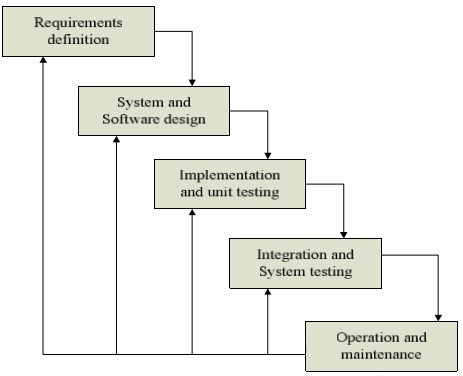 Requirements
definition
System and
Software design
Implementation
and unit testing
Integration and
System testing
Operation and
maintenance